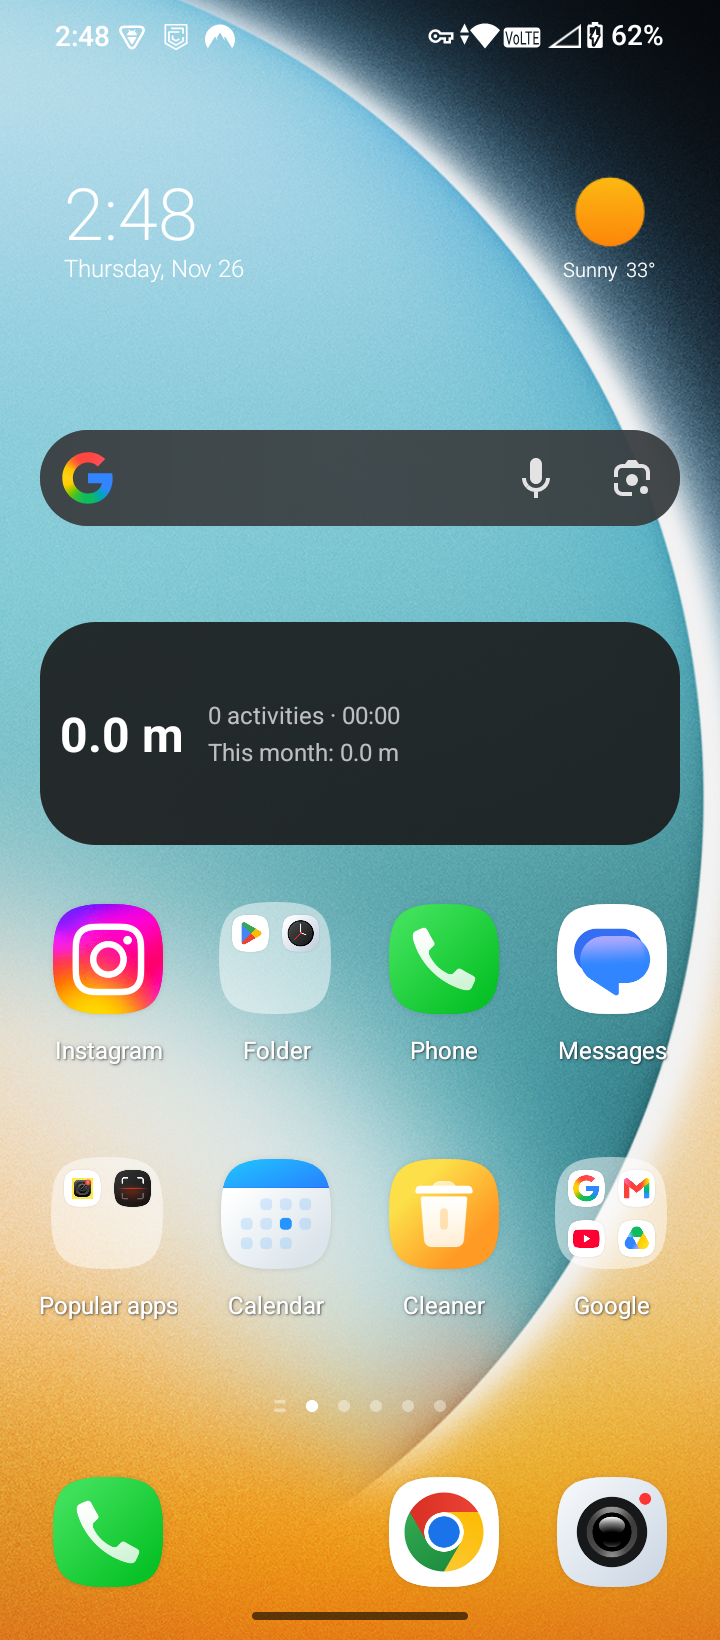 2:48
VoLTE
62%
2:48
Thursday, Nov 26
Sunny 33°
0.0 m
0 activities · 00:00
This month: 0.0 m
Instagram
Folder
Phone
Messages
Popular apps
Calendar
Cleaner
Google